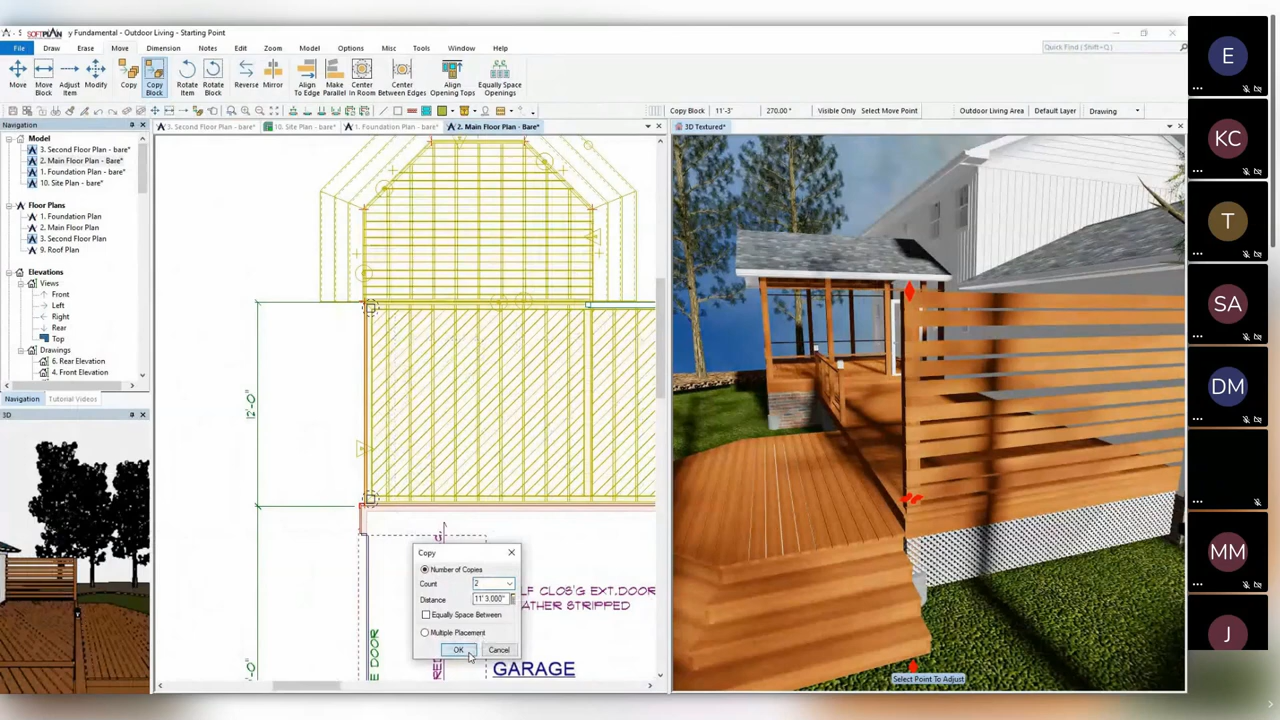 SOFTPLAN y Fundamental - Outdoor Living - Starting Point
File Draw Erase Move Dimension Notes Edit Zoom Model Options Misc Tools Window Help
Quick Find (Shift+/)
Move Move Block Adjust Item Modify Copy Copy Block Rotate Item Rotate Block Reverse Mirror Align To Edge Make Parallel Center In Room Center Between Edges Align Opening Tops Equally Space Openings
Copy Block 11'-3" 270.00° Visible Only Select Move Point Outdoor Living Area Default Layer Drawing
Navigation
3. Second Floor Plan - bare*
10. Site Plan - bare*
1. Foundation Plan - bare*
2. Main Floor Plan - Bare*
3D Textured*
Model
3. Second Floor Plan - bare*
2. Main Floor Plan - Bare*
1. Foundation Plan - bare*
10. Site Plan - bare*
Floor Plans
1. Foundation Plan
2. Main Floor Plan
3. Second Floor Plan
9. Roof Plan
Elevations
Views
Front
Left
Right
Rear
Top
Drawings
6. Rear Elevation
4. Front Elevation
Navigation Tutorial Videos
3D
12'-0"
Copy
Number of Copies
Count 2
Distance 11' 3.000"
Equally Space Between
Multiple Placement
OK Cancel
LF CLOS'G EXT.DOOR
ATHER STRIPPED
E DOOR
GARAGE
Select Point To Adjust
E
KC
T
SA
DM
MM
J